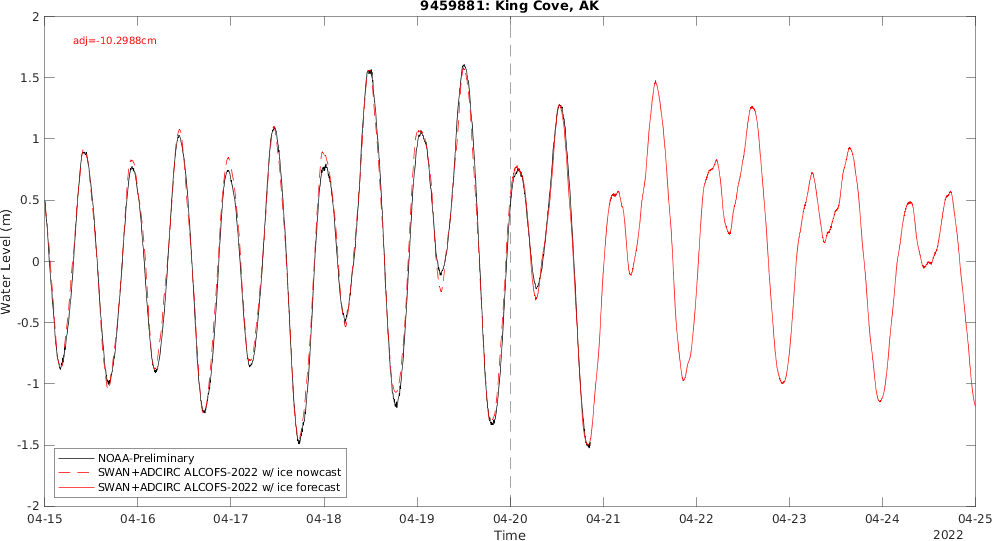 9459881: King Cove, AK
adj=-10.2988cm
2
1.5
1
0.5
0
-0.5
-1
-1.5
-2
Water Level (m)
NOAA-Preliminary
SWAN+ADCIRC ALCOFS-2022 w/ ice nowcast
SWAN+ADCIRC ALCOFS-2022 w/ ice forecast
04-15 04-16 04-17 04-18 04-19 04-20 04-21 04-22 04-23 04-24 04-25
Time
2022